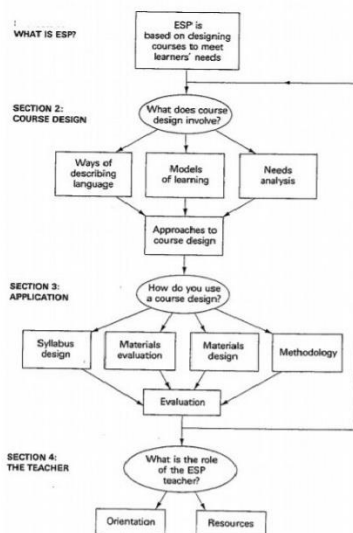 :
WHAT IS ESP?
ESP is
based on designing
courses to meet
learners' needs
SECTION 2:
COURSE DESIGN
What does course
design involve?
Ways of
describing
language
Models
of learning
Needs
analysis
Approaches to
course design
SECTION 3:
APPLICATION
How do you use
a course design?
Syllabus
design
Materials
evaluation
Materials
design
Methodology
Evaluation
SECTION 4:
THE TEACHER
What is the role
of the ESP
teacher?
Orientation
Resources